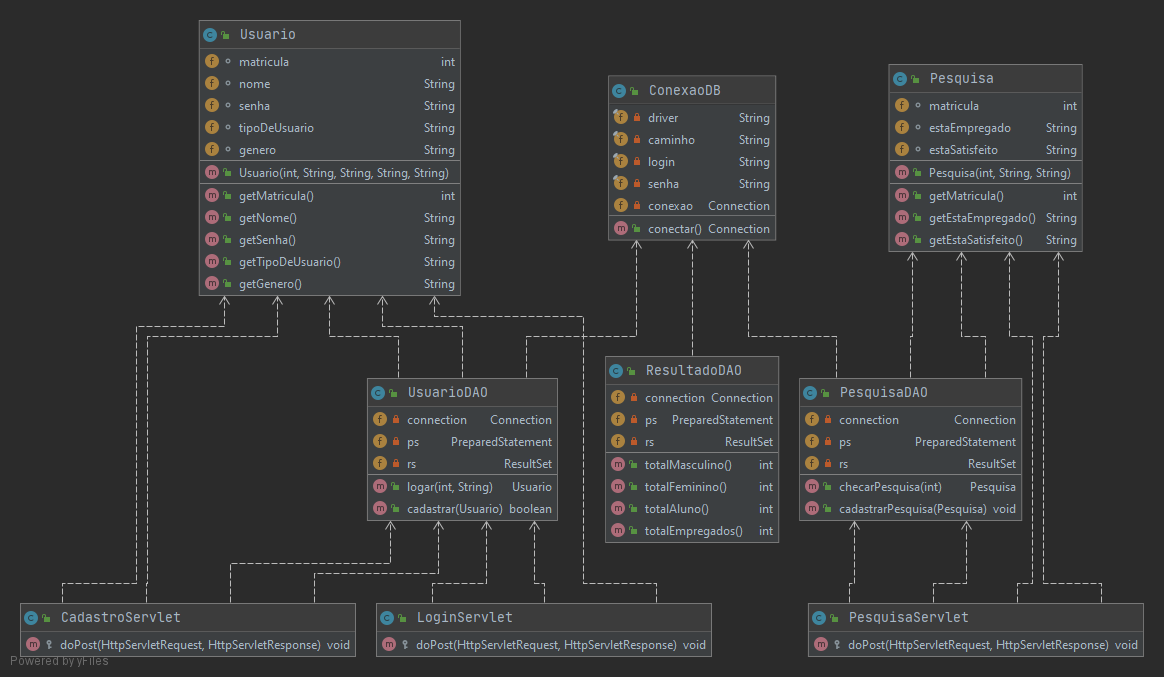 Usuario
matricula int
nome String
senha String
tipoDeUsuario String
genero String
Usuario(int, String, String, String, String)
getMatricula() int
getNome() String
getSenha() String
getTipoDeUsuario() String
getGenero() String
ConexaoDB
driver String
caminho String
login String
senha String
conexao Connection
conectar() Connection
Pesquisa
matricula int
estaEmpregado String
estaSatisfeito String
Pesquisa(int, String, String)
getMatricula() int
getEstaEmpregado() String
getEstaSatisfeito() String
UsuarioDAO
connection Connection
ps PreparedStatement
rs ResultSet
logar(int, String) Usuario
cadastrar(Usuario) boolean
ResultadoDAO
connection Connection
ps PreparedStatement
rs ResultSet
totalMasculino() int
totalFeminino() int
totalAluno() int
totalEmpregados() int
PesquisaDAO
connection Connection
ps PreparedStatement
rs ResultSet
checarPesquisa(int) Pesquisa
cadastrarPesquisa(Pesquisa) void
CadastroServlet
doPost(HttpServletRequest, HttpServletResponse) void
LoginServlet
doPost(HttpServletRequest, HttpServletResponse) void
PesquisaServlet
doPost(HttpServletRequest, HttpServletResponse) void
Powered by yFiles